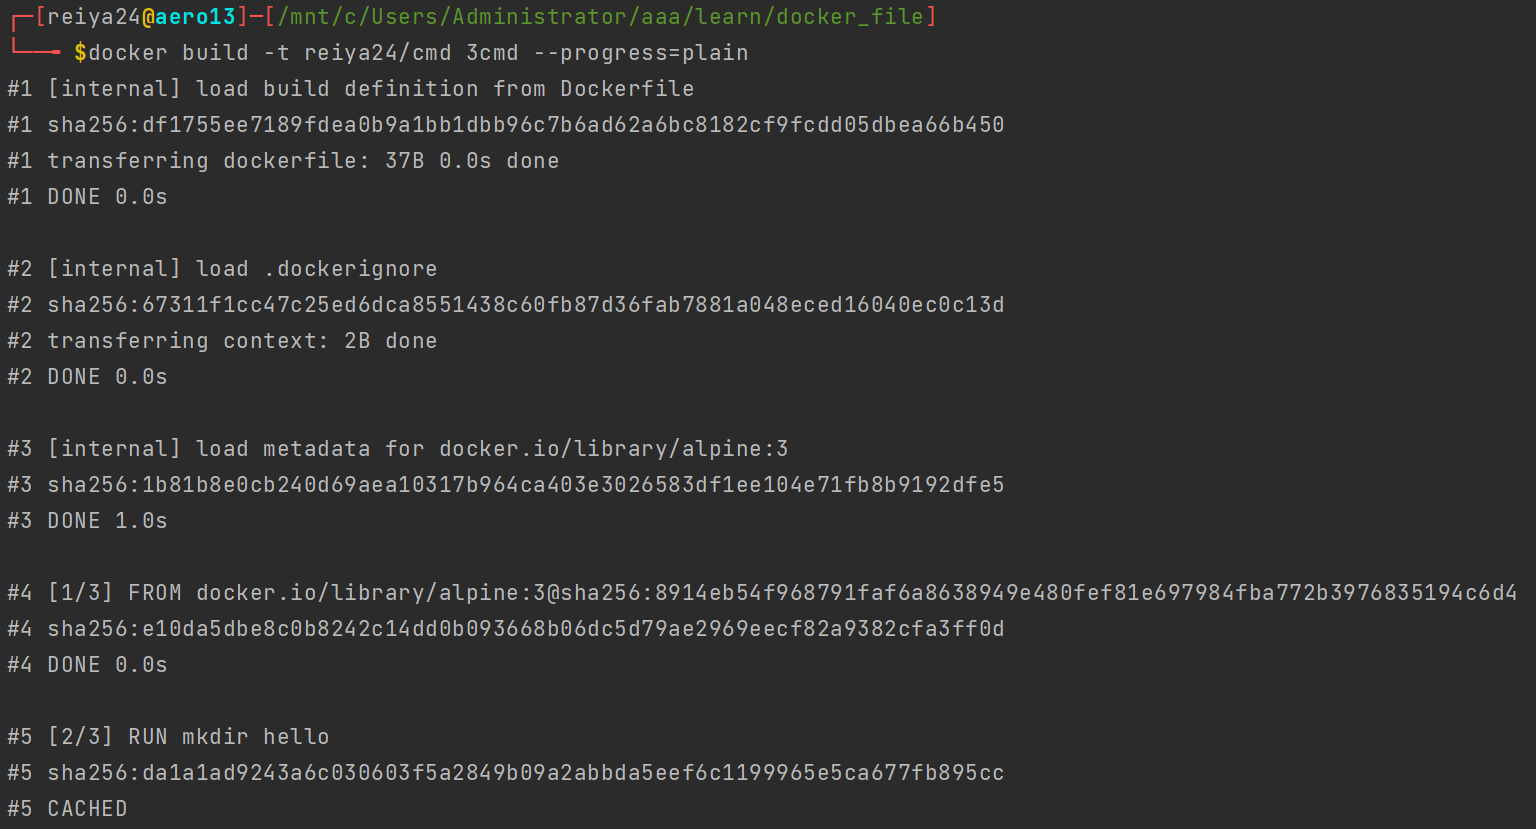 ┌─[reiya24@aero13]─[/mnt/c/Users/Administrator/aaa/learn/docker_file]
└──╼ $docker build -t reiya24/cmd 3cmd --progress=plain
#1 [internal] load build definition from Dockerfile
#1 sha256:df1755ee7189fdea0b9a1bb1dbb96c7b6ad62a6bc8182cf9fcdd05dbea66b450
#1 transferring dockerfile: 37B 0.0s done
#1 DONE 0.0s

#2 [internal] load .dockerignore
#2 sha256:67311f1cc47c25ed6dca8551438c60fb87d36fab7881a048eced16040ec0c13d
#2 transferring context: 2B done
#2 DONE 0.0s

#3 [internal] load metadata for docker.io/library/alpine:3
#3 sha256:1b81b8e0cb240d69aea10317b964ca403e3026583df1ee104e71fb8b9192dfe5
#3 DONE 1.0s

#4 [1/3] FROM docker.io/library/alpine:3@sha256:8914eb54f968791faf6a8638949e480fef81e697984fba772b3976835194c6d4
#4 sha256:e10da5dbe8c0b8242c14dd0b093668b06dc5d79ae2969eecf82a9382cfa3ff0d
#4 DONE 0.0s

#5 [2/3] RUN mkdir hello
#5 sha256:da1a1ad9243a6c030603f5a2849b09a2abbda5eef6c1199965e5ca677fb895cc
#5 CACHED